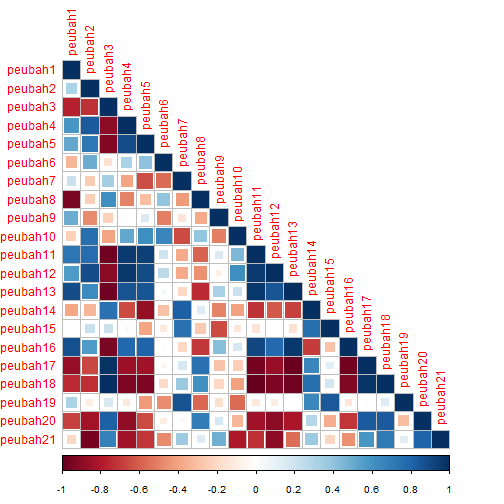 peubah1
peubah2
peubah3
peubah4
peubah5
peubah6
peubah7
peubah8
peubah9
peubah10
peubah11
peubah12
peubah13
peubah14
peubah15
peubah16
peubah17
peubah18
peubah19
peubah20
peubah21
peubah1
peubah2
peubah3
peubah4
peubah5
peubah6
peubah7
peubah8
peubah9
peubah10
peubah11
peubah12
peubah13
peubah14
peubah15
peubah16
peubah17
peubah18
peubah19
peubah20
peubah21
-1 -0.8 -0.6 -0.4 -0.2 0 0.2 0.4 0.6 0.8 1